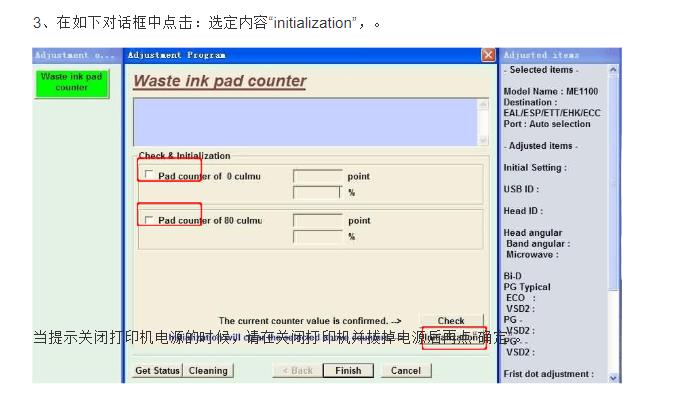 3、在如下对话框中点击：选定内容“initialization”，。
Adjustment o...
Adjustment Program
Adjusted items
Waste ink pad
counter
Waste ink pad counter
Check & Initialization
Pad counter of 0 culmu
point
%
Pad counter of 80 culmu
point
%
The current counter value is confirmed. -->
Check
当提示关闭打印机电源的时候，请在关闭打印机并拔掉电源后再点“确定”。
Get Status
Cleaning
< Back
Finish
Cancel
- Selected items -
Model Name : ME1100
Destination :
EAL/ESP/ETT/EHK/ECC
Port : Auto selection
- Adjusted items -
Initial Setting :
USB ID :
Head ID :
Head angular
Band angular :
Microwave :
Bi-D
PG Typical
ECO :
VSD2 :
PG -
VSD2 :
PG- -
VSD2 :
Frist dot adjustment :